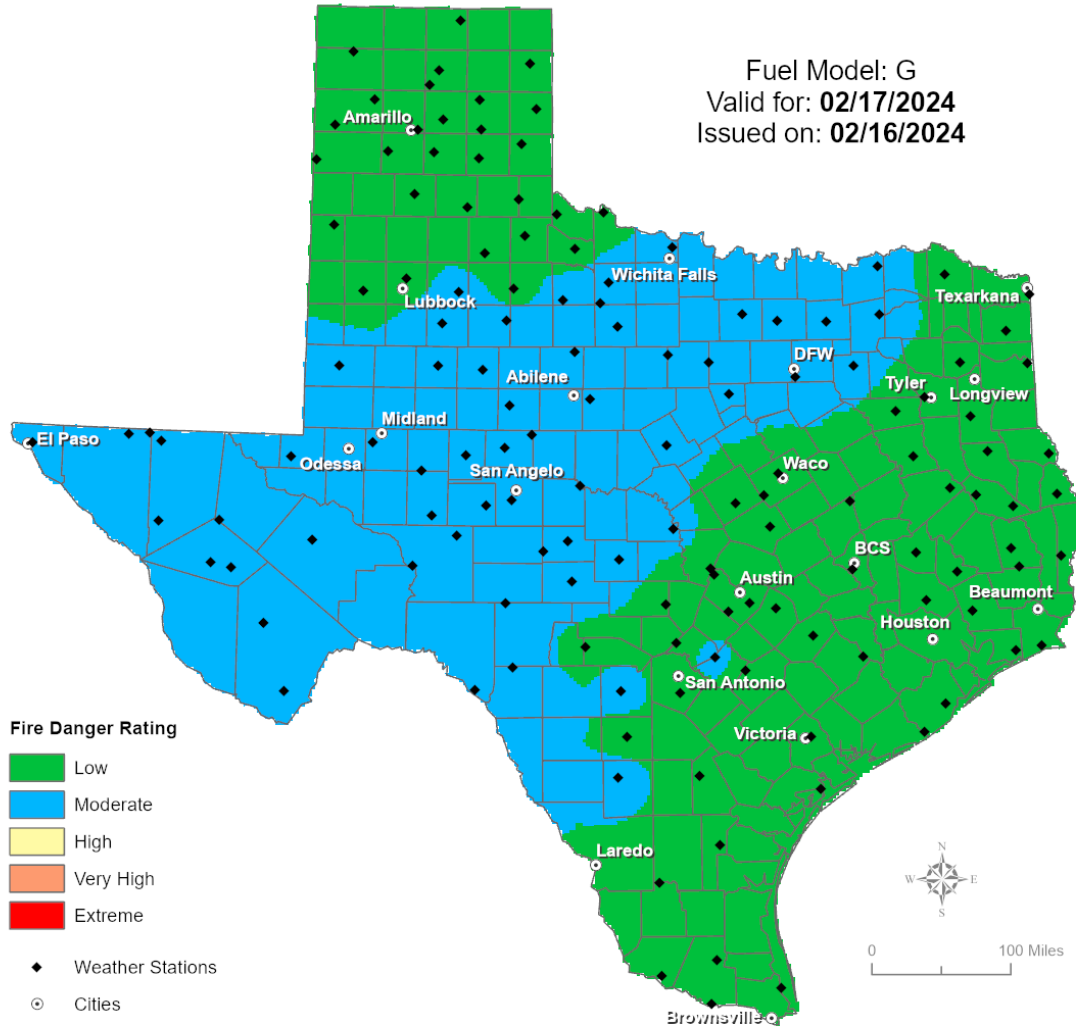 Fuel Model: G
Valid for: 02/17/2024
Issued on: 02/16/2024
Amarillo
Wichita Falls
Lubbock
Texarkana
DFW
Abilene
Tyler
Longview
Midland
El Paso
Odessa
San Angelo
Waco
BCS
Austin
Beaumont
Houston
San Antonio
Victoria
Laredo
Brownsville
Fire Danger Rating
Low
Moderate
High
Very High
Extreme
Weather Stations
Cities
N
W E
S
0 100 Miles